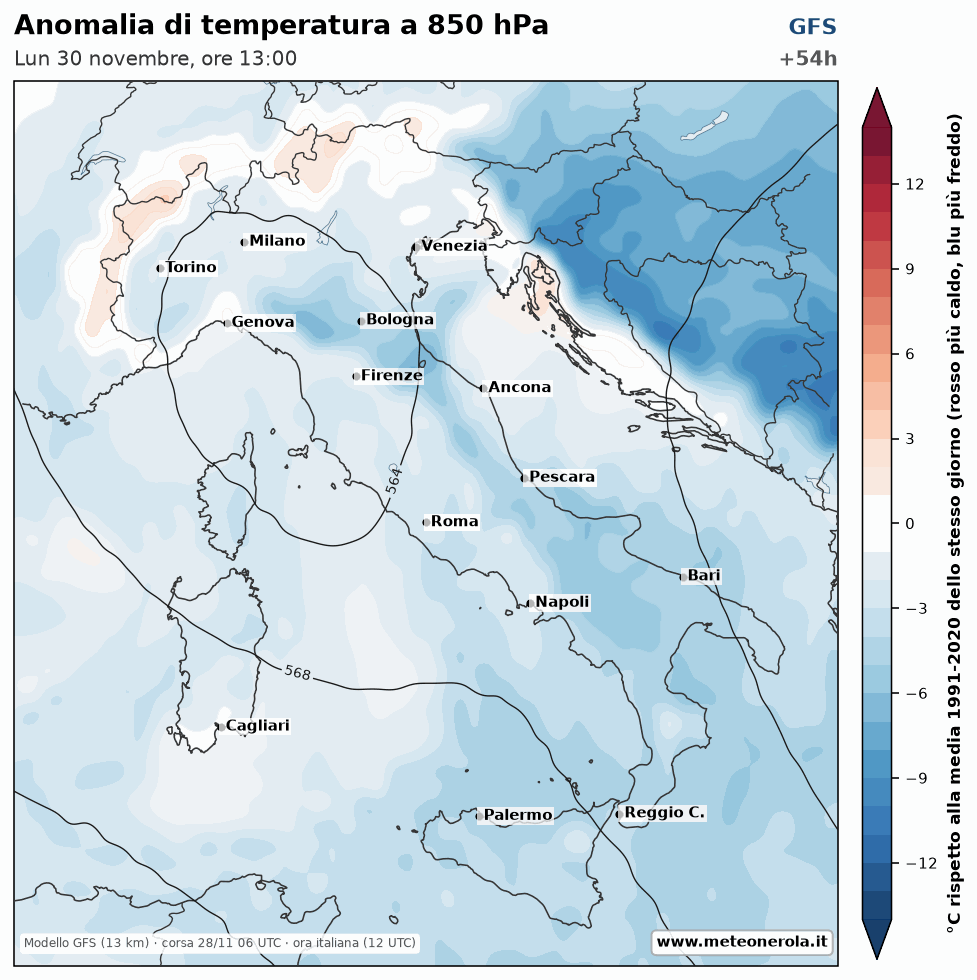 Anomalia di temperatura a 850 hPa
GFS
Lun 30 novembre, ore 13:00
+54h
Milano
Venezia
Torino
Genova
Bologna
Firenze
Ancona
564
Pescara
Roma
Bari
Napoli
568
Cagliari
Palermo
Reggio C.
Modello GFS (13 km) · corsa 28/11 06 UTC · ora italiana (12 UTC)
www.meteonerola.it
12
9
6
3
0
−3
−6
−9
−12
°C rispetto alla media 1991-2020 dello stesso giorno (rosso più caldo, blu più freddo)